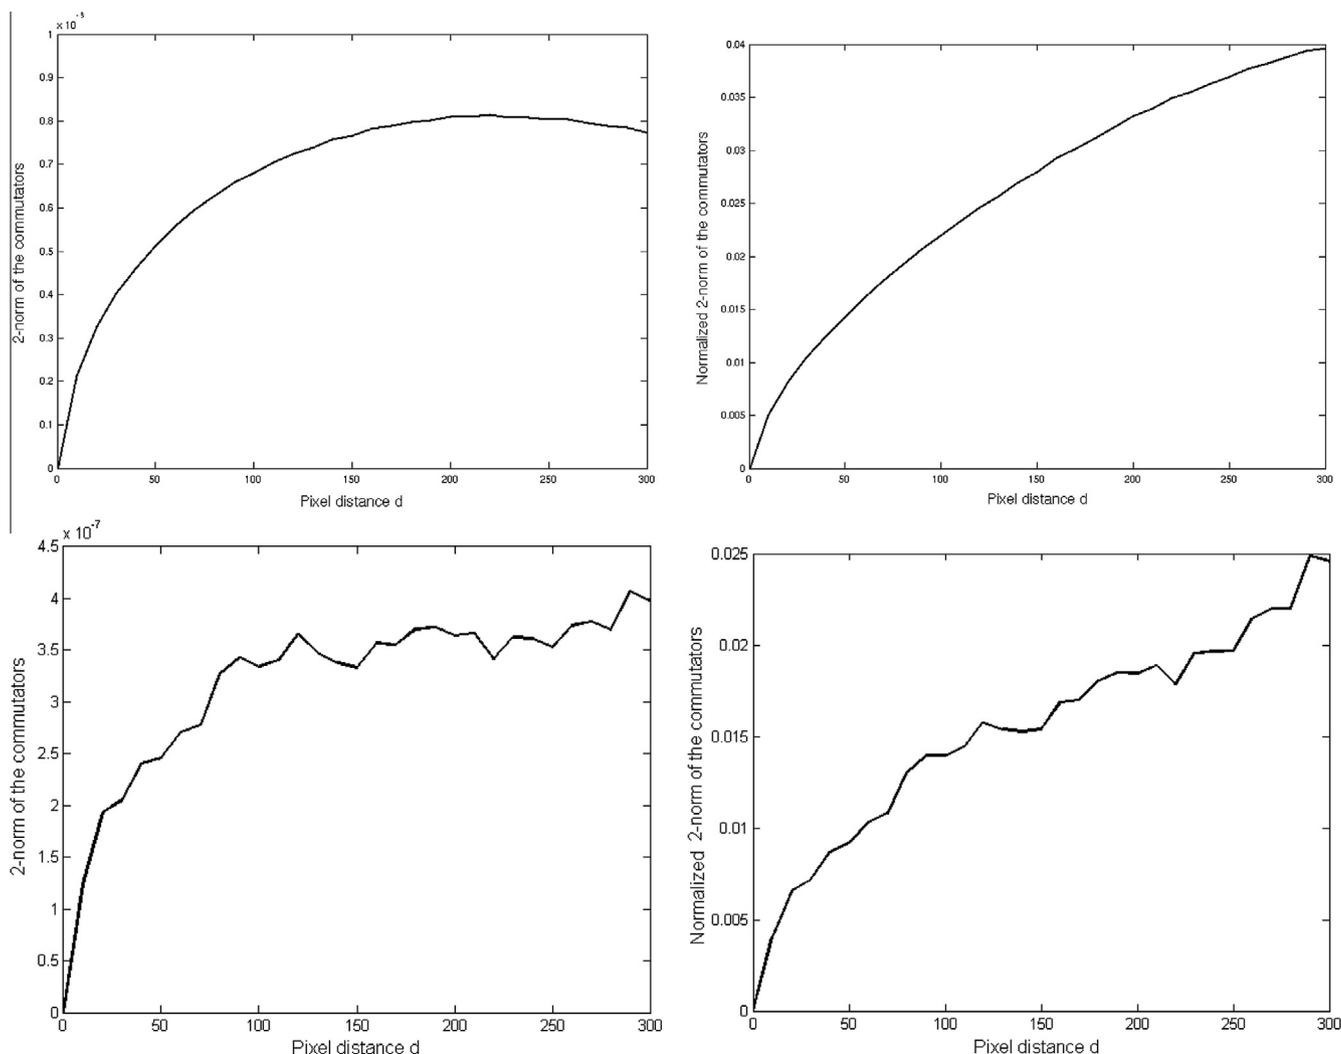 x 10
1
0.9
0.8
0.7
0.6
0.5
0.4
0.3
0.2
0.1
0
0 50 100 150 200 250 300
2-norm of the commutators
Pixel distance d
0.04
0.035
0.03
0.025
0.02
0.015
0.01
0.005
0
0 50 100 150 200 250 300
Normalized 2-norm of the commutators
Pixel distance d
x 10^-7
4.5
4
3.5
3
2.5
2
1.5
1
0.5
0
0 50 100 150 200 250 300
2-norm of the commutators
Pixel distance d
0.025
0.02
0.015
0.01
0.005
0
0 50 100 150 200 250 300
Normalized 2-norm of the commutators
Pixel distance d